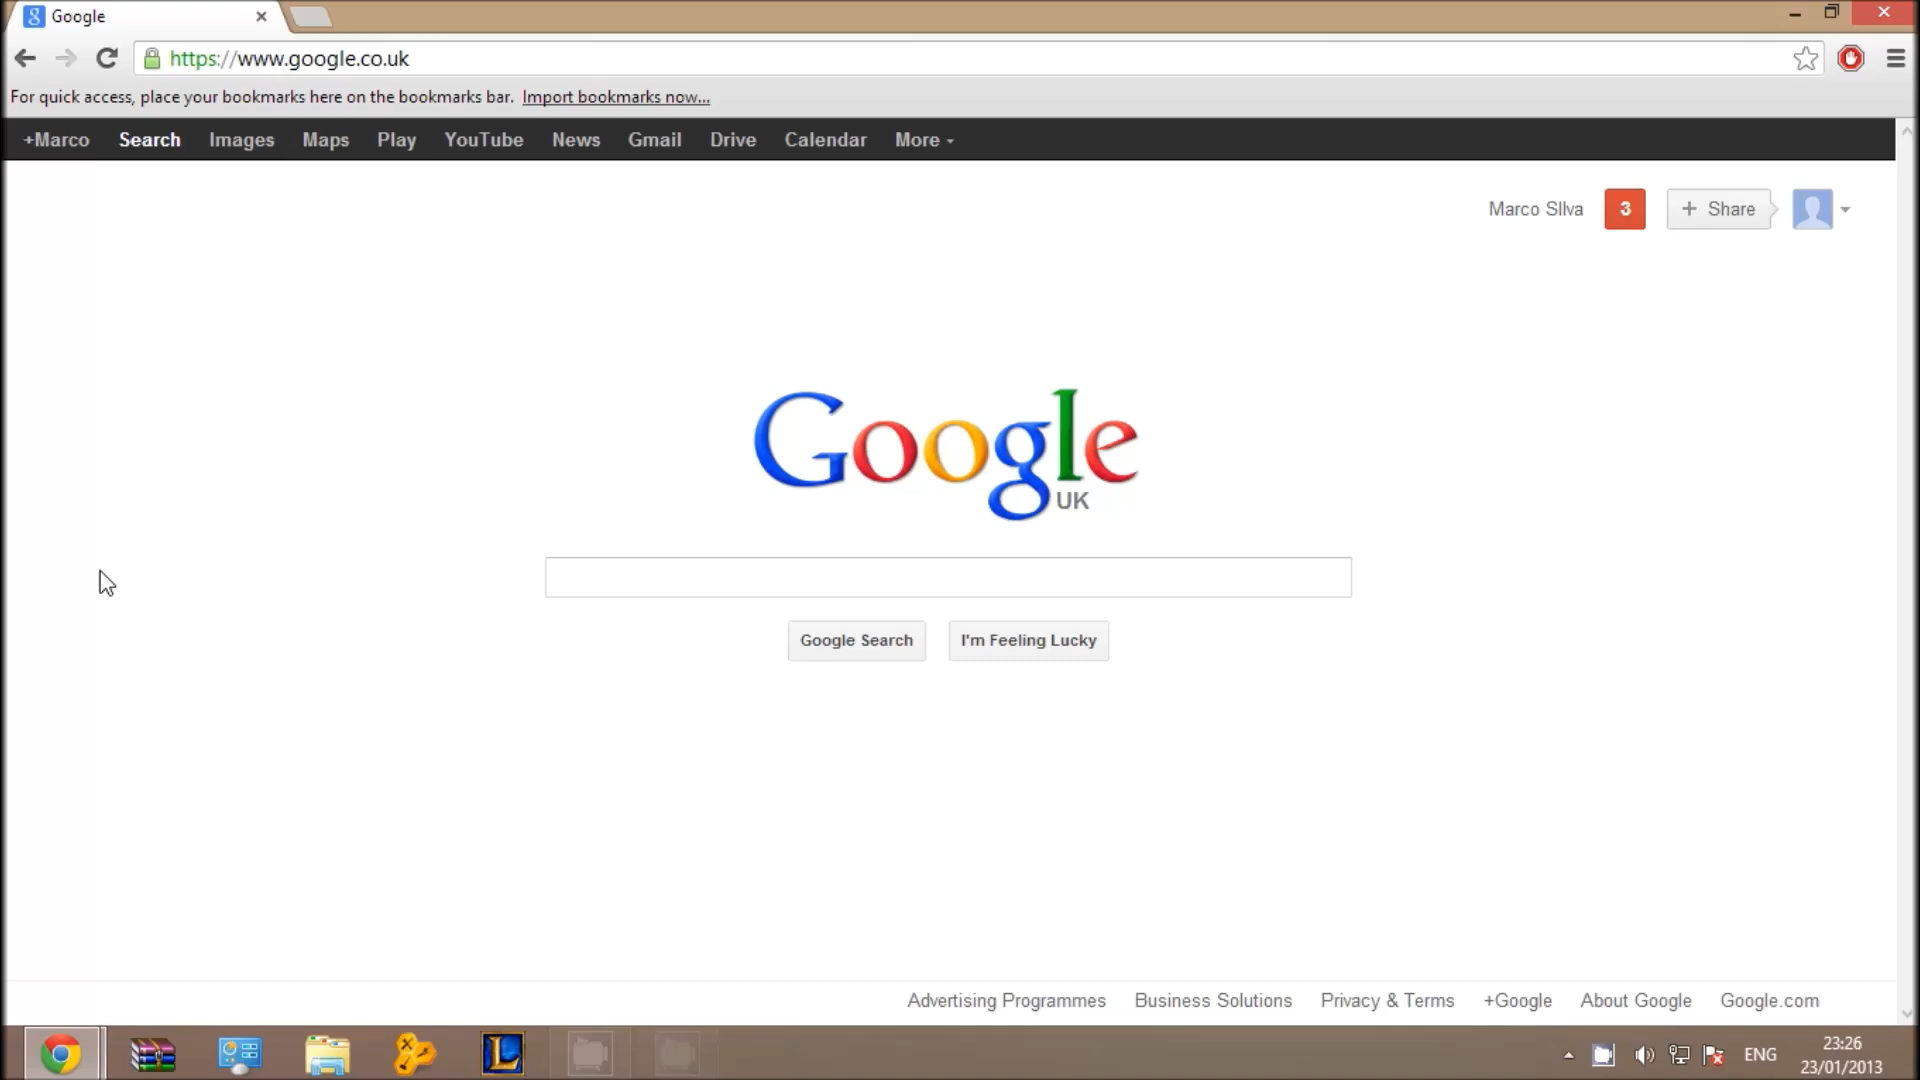 Google
https://www.google.co.uk
For quick access, place your bookmarks here on the bookmarks bar. Import bookmarks now...
+Marco Search Images Maps Play YouTube News Gmail Drive Calendar More
Marco SIlva 3 + Share
Google
UK
Google Search I'm Feeling Lucky
Advertising Programmes Business Solutions Privacy & Terms +Google About Google Google.com
L ENG 23:26
23/01/2013